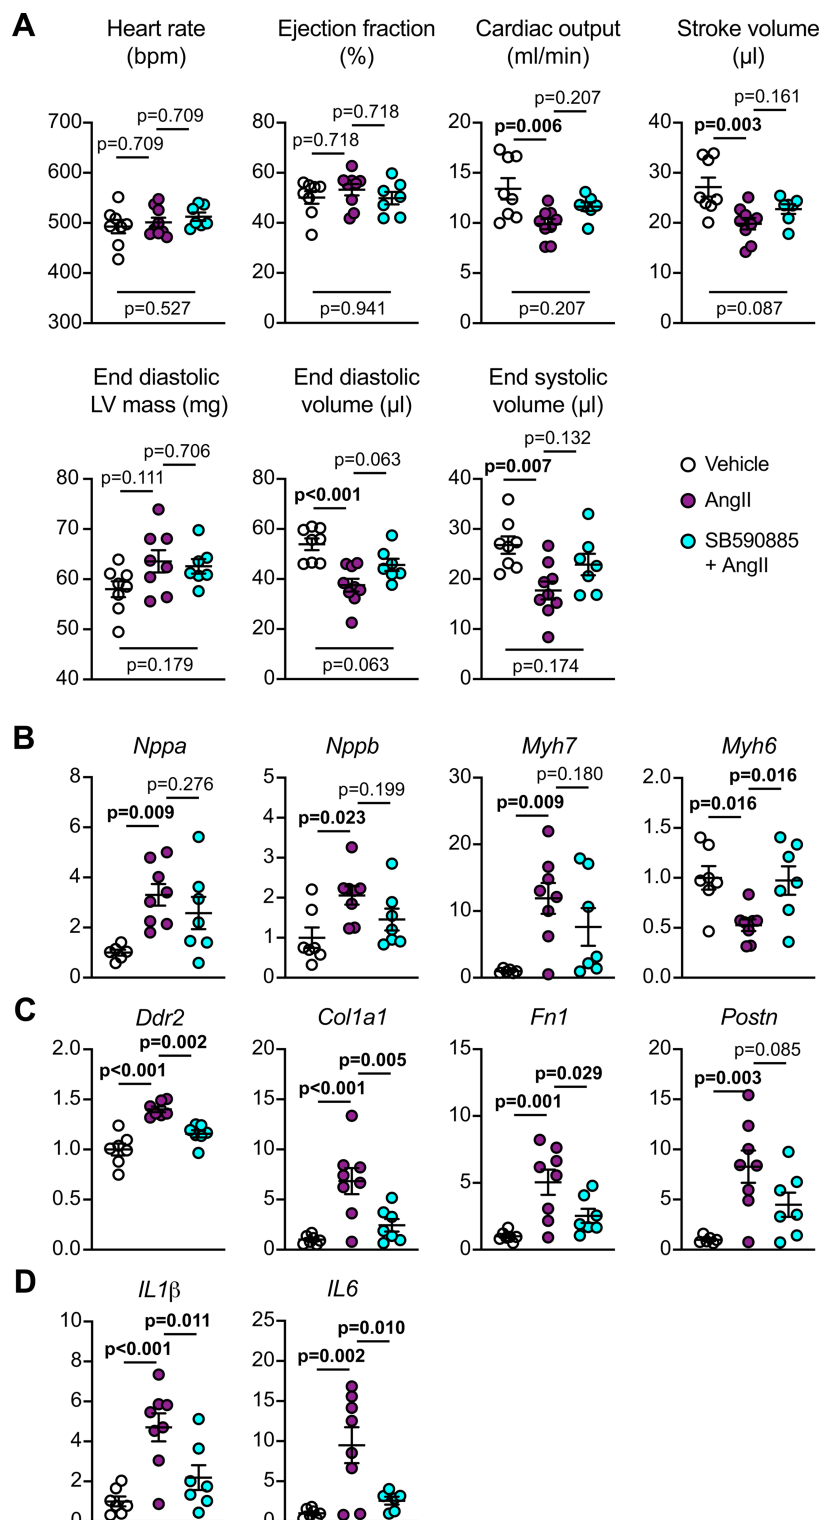 A
Heart rate
(bpm)
Ejection fraction
(%)
Cardiac output
(ml/min)
Stroke volume
(µl)
p=0.709
p=0.709
700
600
500
400
300
p=0.527
p=0.718
p=0.718
80
60
40
20
0
p=0.941
p=0.207
p=0.006
20
15
10
5
0
p=0.207
p=0.161
p=0.003
40
30
20
10
0
p=0.087
End diastolic
LV mass (mg)
End diastolic
volume (µl)
End systolic
volume (µl)
p=0.706
p=0.111
80
70
60
50
40
p=0.179
p=0.063
p<0.001
80
60
40
20
0
p=0.063
p=0.132
p=0.007
40
30
20
10
0
p=0.174
Vehicle
AngII
SB590885
+ AngII
B
Nppa
Nppb
Myh7
Myh6
p=0.276
p=0.009
8
6
4
2
0
p=0.199
p=0.023
5
4
3
2
1
0
p=0.180
p=0.009
30
20
10
0
p=0.016
p=0.016
2.0
1.5
1.0
0.5
0.0
C
Ddr2
Col1a1
Fn1
Postn
p=0.002
p<0.001
2.0
1.5
1.0
0.5
0.0
p=0.005
p<0.001
20
15
10
5
0
p=0.029
p=0.001
15
10
5
0
p=0.085
p=0.003
20
15
10
5
0
D
IL1β
IL6
p=0.011
p<0.001
10
8
6
4
2
0
p=0.010
p=0.002
25
20
15
10
5
0